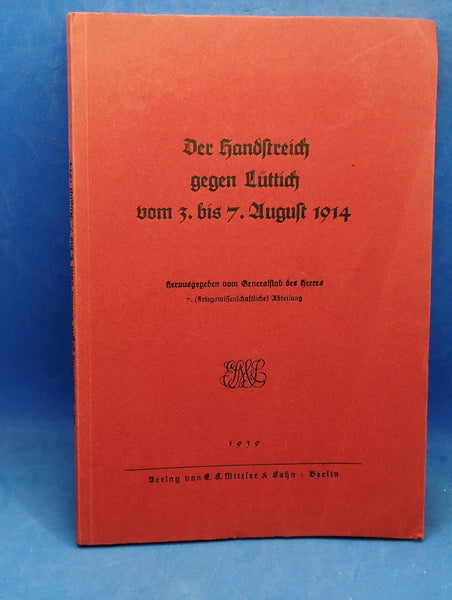 Der Handstreich
gegen Lüttich
vom 3. bis 7. August 1914
Herausgegeben vom Generalstab des Heeres
7. (Kriegswissenschaftliche) Abteilung
1939
Verlag von E. S. Mittler & Sohn · Berlin